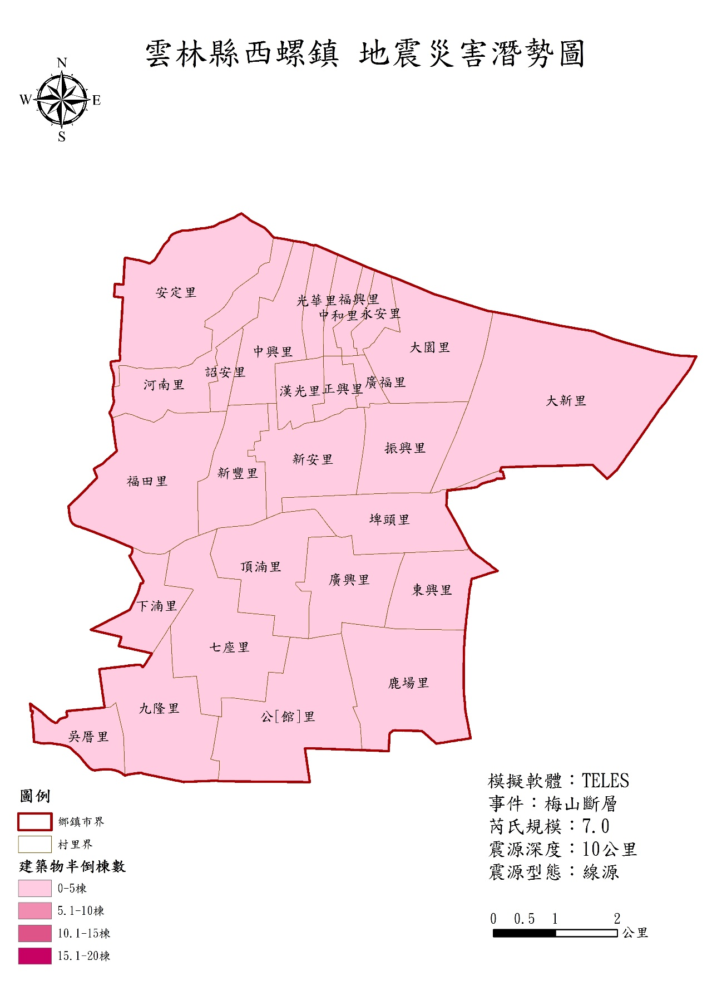 雲林縣西螺鎮 地震災害潛勢圖
N
W
E
S
安定里
光華里
福興里
中和里
永安里
大園里
中興里
詔安里
河南里
漢光里
正興里
廣福里
大新里
振興里
新安里
新豐里
福田里
埤頭里
頂湳里
廣興里
東興里
下湳里
七座里
鹿場里
九隆里
公[館]里
吳厝里
圖例
鄉鎮市界
村里界
建築物半倒棟數
0-5棟
5.1-10棟
10.1-15棟
15.1-20棟
模擬軟體：TELES
事件：梅山斷層
芮氏規模：7.0
震源深度：10公里
震源型態：線源
0 0.5 1 2
公里